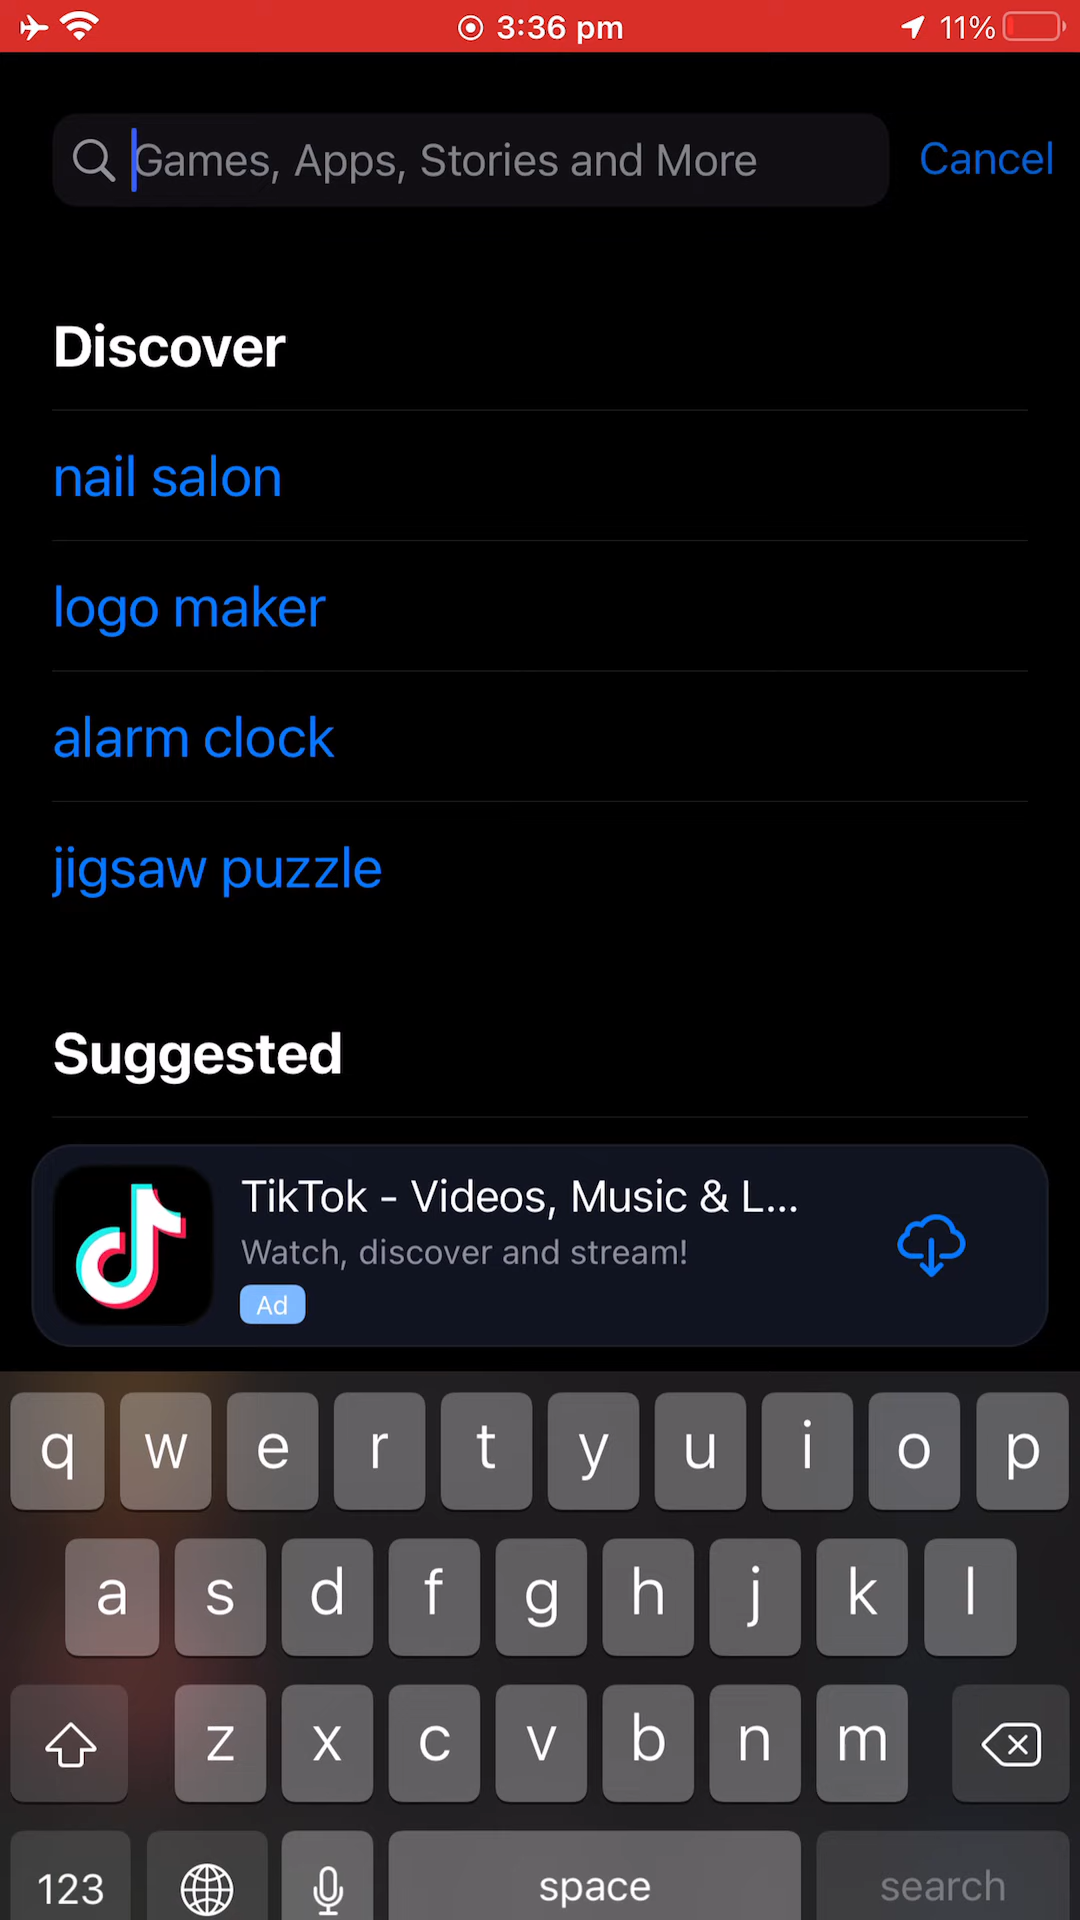 3:36 pm
11%
Games, Apps, Stories and More
Cancel
Discover
nail salon
logo maker
alarm clock
jigsaw puzzle
Suggested
TikTok - Videos, Music & L...
Watch, discover and stream!
Ad
q w e r t y u i o p
a s d f g h j k l
z x c v b n m
123 space search